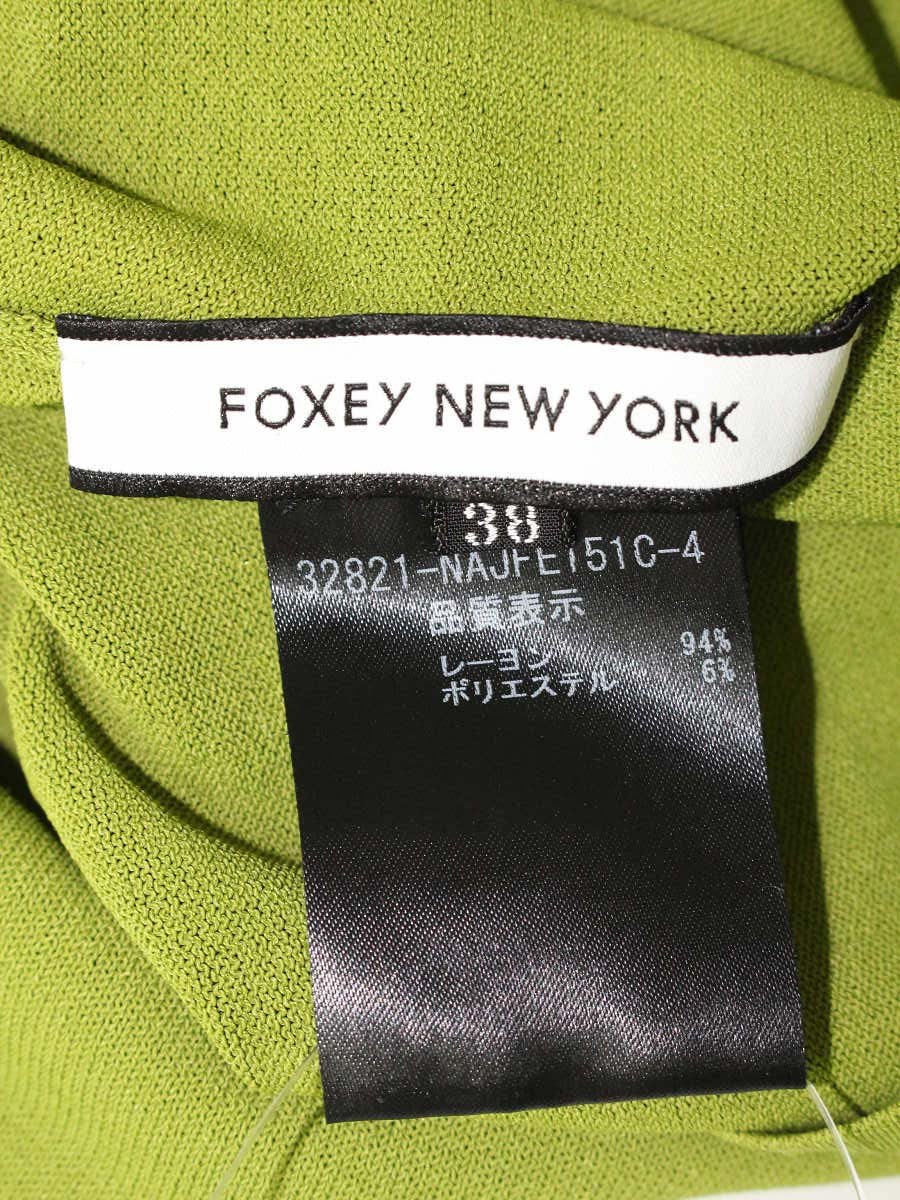 FOXEY NEW YORK
38
32821-NAJFET51C-4
品質表示
レーヨン 94%
ポリエステル 6%